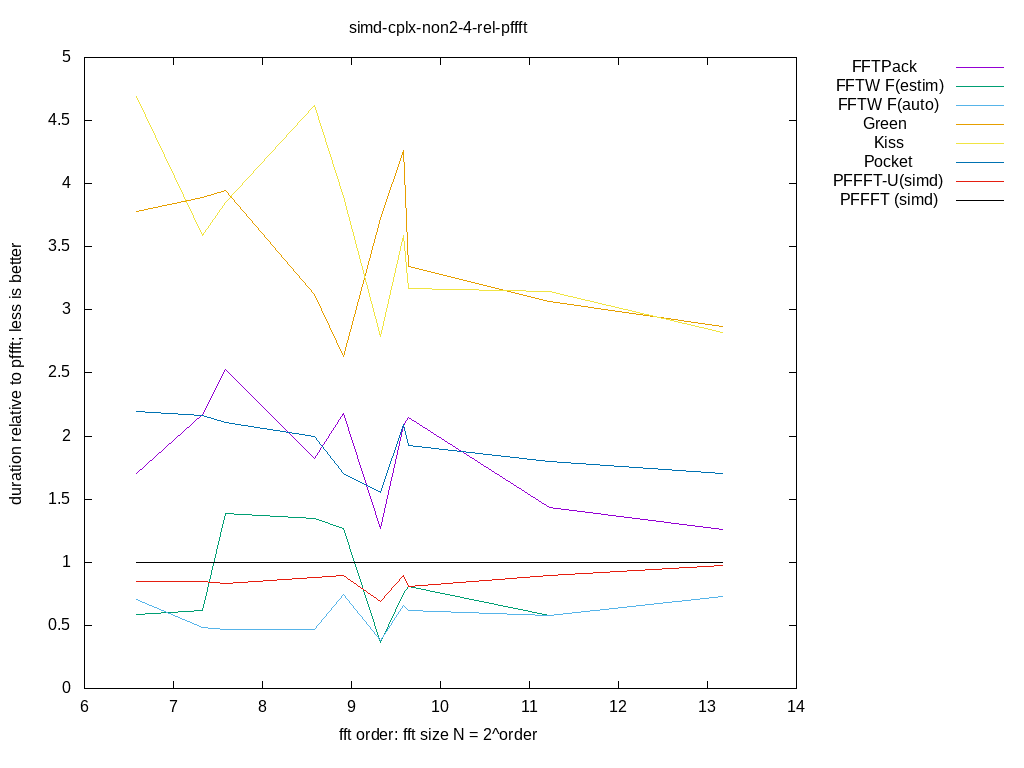 simd-cplx-non2-4-rel-pffft
5
4.5
4
3.5
3
2.5
2
1.5
1
0.5
0
6 7 8 9 10 11 12 13 14
duration relative to pffft; less is better
fft order: fft size N = 2^order
FFTPack
FFTW F(estim)
FFTW F(auto)
Green
Kiss
Pocket
PFFFT-U(simd)
PFFFT (simd)